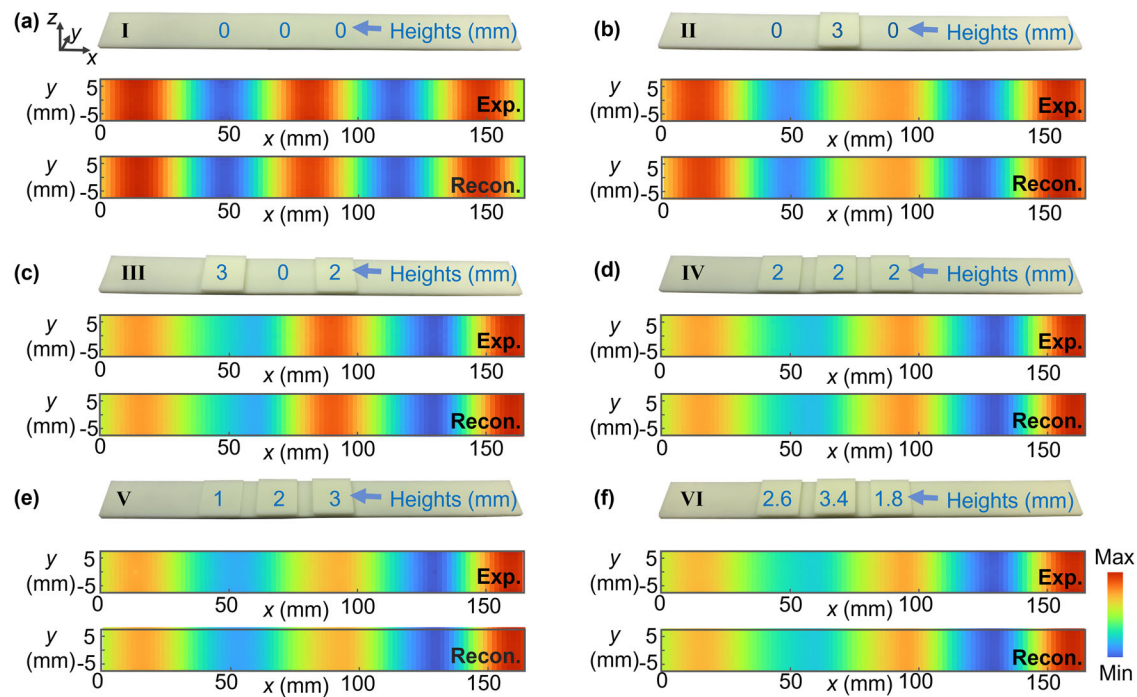 (a)
z
y
x
I
0 0 0
Heights (mm)
y
(mm)
5
-5
Exp.
0 50 100 150
x (mm)
y
(mm)
5
-5
Recon.
0 50 100 150
x (mm)
(b)
II
0 3 0
Heights (mm)
y
(mm)
5
-5
Exp.
0 50 100 150
x (mm)
y
(mm)
5
-5
Recon.
0 50 100 150
x (mm)
(c)
III
3 0 2
Heights (mm)
y
(mm)
5
-5
Exp.
0 50 100 150
x (mm)
y
(mm)
5
-5
Recon.
0 50 100 150
x (mm)
(d)
IV
2 2 2
Heights (mm)
y
(mm)
5
-5
Exp.
0 50 100 150
x (mm)
y
(mm)
5
-5
Recon.
0 50 100 150
x (mm)
(e)
V
1 2 3
Heights (mm)
y
(mm)
5
-5
Exp.
0 50 100 150
x (mm)
y
(mm)
5
-5
Recon.
0 50 100 150
x (mm)
(f)
VI
2.6 3.4 1.8
Heights (mm)
y
(mm)
5
-5
Exp.
0 50 100 150
x (mm)
y
(mm)
5
-5
Recon.
0 50 100 150
x (mm)
Max
Min